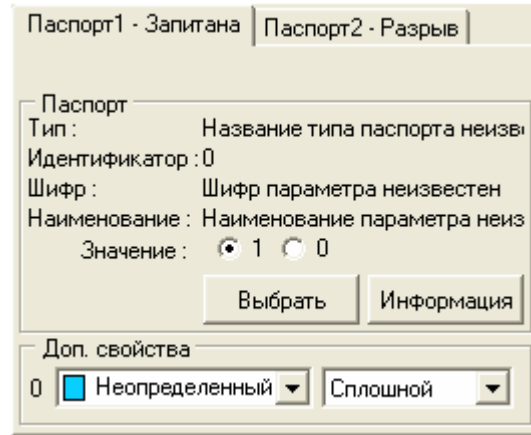 Паспорт1 - Запитана Паспорт2 - Разрыв
Паспорт
Тип : Название типа паспорта неизв
Идентификатор : 0
Шифр : Шифр параметра неизвестен
Наименование : Наименование параметра неиз
Значение : 1 0
Выбрать Информация
Доп. свойства
0 Неопределенный Сплошной